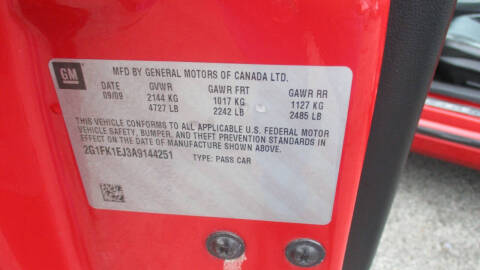 GM
MFD BY GENERAL MOTORS OF CANADA LTD.
DATE GVWR GAWR FRT GAWR RR
09/09 2144 KG 1017 KG 1127 KG
4727 LB 2242 LB 2485 LB
THIS VEHICLE CONFORMS TO ALL APPLICABLE U.S. FEDERAL MOTOR
VEHICLE SAFETY, BUMPER, AND THEFT PREVENTION STANDARDS IN
EFFECT ON THE DATE OF MANUFACTURE SHOWN ABOVE.
2G1FK1EJ3A9144251 TYPE: PASS CAR